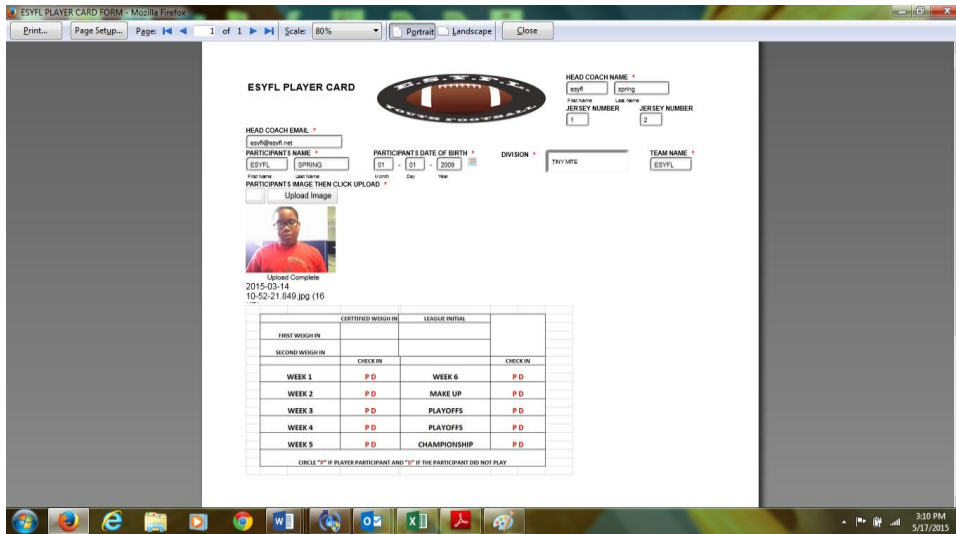 ESYFL PLAYER CARD FORM - Mozilla Firefox
Print... Page Setup... Page: 1 of 1 Scale: 80% Portrait Landscape Close
ESYFL PLAYER CARD
E.S.Y.F.L.
YOUTH FOOTBALL
HEAD COACH NAME *
esyfl spring
First Name Last Name
JERSEY NUMBER JERSEY NUMBER
1 2
HEAD COACH EMAIL *
esyfl@esyfl.net
PARTICIPANTS NAME * PARTICIPANTS DATE OF BIRTH * DIVISION * TEAM NAME *
ESYFL SPRING 01 - 01 - 2009 TINY MITE ESYFL
First Name Last Name Month Day Year
PARTICIPANTS IMAGE THEN CLICK UPLOAD *
Upload Image
Upload Complete
2015-03-14
10-52-21.849.jpg (16
CERTTIFIED WEIGH IN LEAGUE INITIAL
FIRST WEIGH IN
SECOND WEIGH IN
CHECK IN CHECK IN
WEEK 1 P D WEEK 6 P D
WEEK 2 P D MAKE UP P D
WEEK 3 P D PLAYOFFS P D
WEEK 4 P D PLAYOFFS P D
WEEK 5 P D CHAMPIONSHIP P D
CIRCLE "P" IF PLAYER PARTICIPANT AND "D" IF THE PARTICIPANT DID NOT PLAY
3:10 PM
5/17/2015